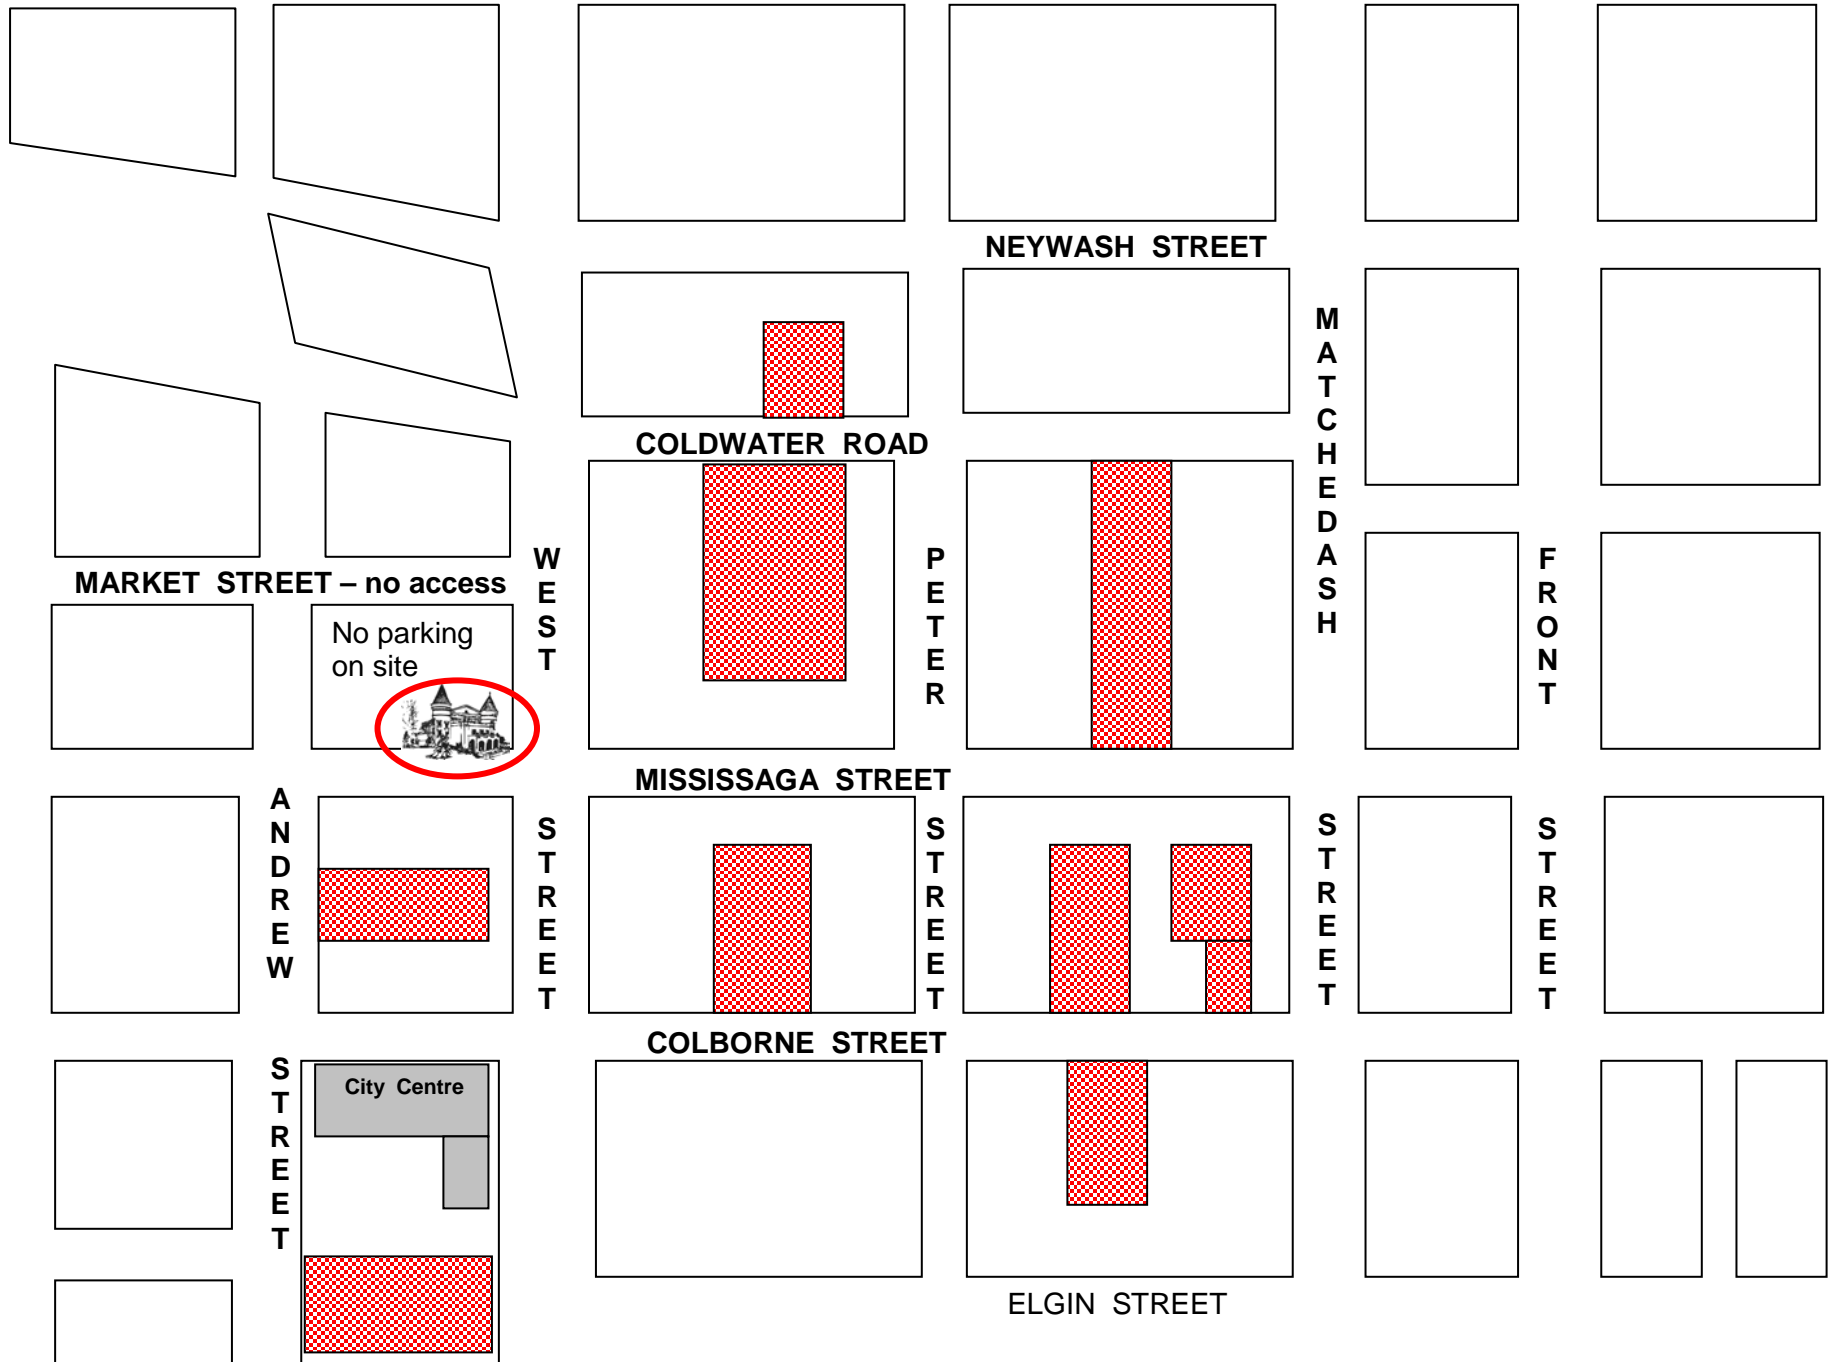 NEYWASH STREET
COLDWATER ROAD
MARKET STREET – no access
No parking
on site
WEST
STREET
PETER
STREET
MATCHEDASH
STREET
FRONT
STREET
MISSISSAGA STREET
ANDREW
STREET
COLBORNE STREET
City Centre
ELGIN STREET